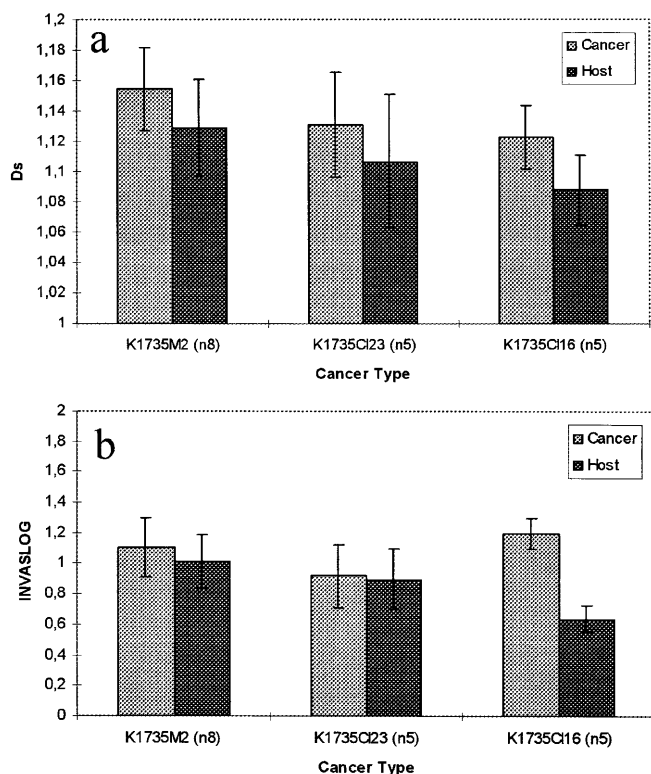 a
1,2
1,18
1,16
1,14
1,12
1,1
1,08
1,06
1,04
1,02
1
Ds
Cancer
Host
K1735M2 (n8)
K1735Cl23 (n5)
K1735Cl16 (n5)
Cancer Type
b
2
1,8
1,6
1,4
1,2
1
0,8
0,6
0,4
0,2
0
INVASLOG
Cancer
Host
K1735M2 (n8)
K1735Cl23 (n5)
K1735Cl16 (n5)
Cancer Type